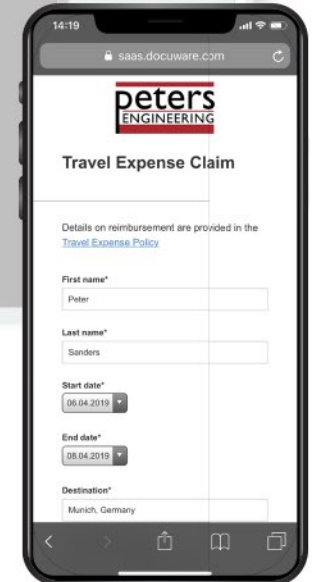 14:19
saas.docuware.com
peters
ENGINEERING
Travel Expense Claim
Details on reimbursement are provided in the
Travel Expense Policy
First name*
Peter
Last name*
Sanders
Start date*
06.04.2019
End date*
08.04.2019
Destination*
Munich, Germany